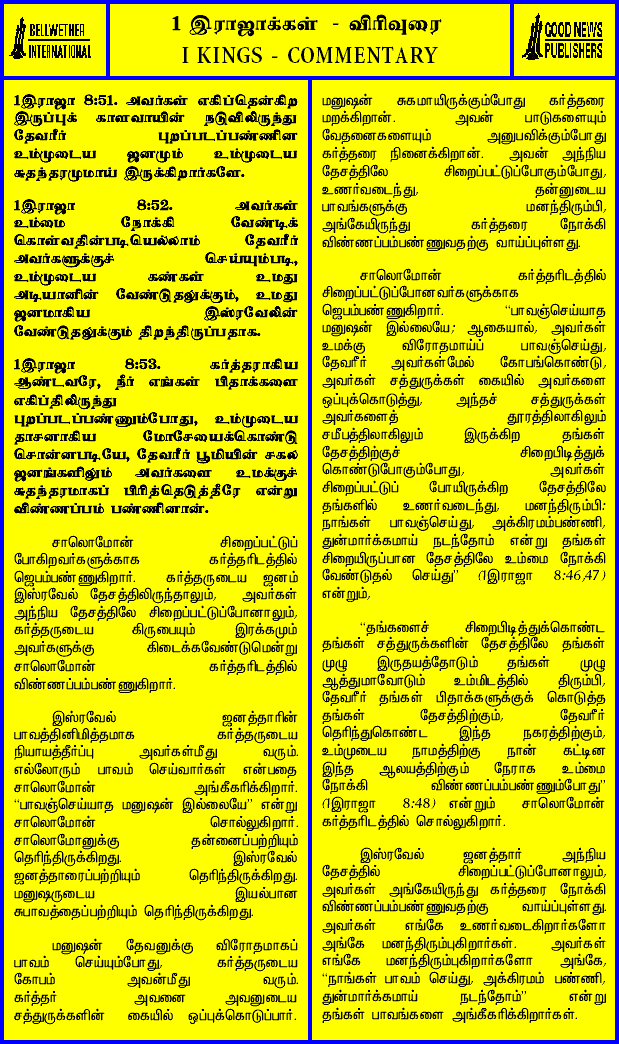 BELLWETHER
INTERNATIONAL
1 இராஜாக்கள் - விரிவுரை
I KINGS - COMMENTARY
GOOD NEWS
PUBLISHERS
1இராஜா 8:51. அவர்கள் எகிப்தென்கிற
இருப்புக் காளவாயின் நடுவிலிருந்து
தேவரீர் புறப்படப்பண்ணின
உம்முடைய ஜனமும் உம்முடைய
சுதந்தரமுமாய் இருக்கிறார்களே.
1இராஜா 8:52. அவர்கள்
உம்மை நோக்கி வேண்டிக்
கொள்வதின்படியெல்லாம் தேவரீர்
அவர்களுக்குச் செய்யும்படி,
உம்முடைய கண்கள் உமது
அடியானின் வேண்டுதலுக்கும், உமது
ஜனமாகிய இஸ்ரவேலின்
வேண்டுதலுக்கும் திறந்திருப்பதாக.
1இராஜா 8:53. கர்த்தராகிய
ஆண்டவரே, நீர் எங்கள் பிதாக்களை
எகிப்திலிருந்து
புறப்படப்பண்ணும்போது, உம்முடைய
தாசனாகிய மோசேயைக்கொண்டு
சொன்னபடியே, தேவரீர் பூமியின் சகல
ஜனங்களிலும் அவர்களை உமக்குச்
சுதந்தரமாகப் பிரித்தெடுத்தீரே என்று
விண்ணப்பம் பண்ணினான்.
சாலொமோன் சிறைப்பட்டுப்
போகிறவர்களுக்காக கர்த்தரிடத்தில்
ஜெபம்பண்ணுகிறார். கர்த்தருடைய ஜனம்
இஸ்ரவேல் தேசத்திலிருந்தாலும், அவர்கள்
அந்நிய தேசத்திலே சிறைப்பட்டுப்போனாலும்,
கர்த்தருடைய கிருபையும் இரக்கமும்
அவர்களுக்கு கிடைக்கவேண்டுமென்று
சாலொமோன் கர்த்தரிடத்தில்
விண்ணப்பம்பண்ணுகிறார்.
இஸ்ரவேல் ஜனத்தாரின்
பாவத்தினிமித்தமாக கர்த்தருடைய
நியாயத்தீர்ப்பு அவர்கள்மீது வரும்.
எல்லோரும் பாவம் செய்வார்கள் என்பதை
சாலொமோன் அங்கீகரிக்கிறார்.
“பாவஞ்செய்யாத மனுஷன் இல்லையே” என்று
சாலொமோன் சொல்லுகிறார்.
சாலொமோனுக்கு தன்னைப்பற்றியும்
தெரிந்திருக்கிறது. இஸ்ரவேல்
ஜனத்தாரைப்பற்றியும் தெரிந்திருக்கிறது.
மனுஷருடைய இயல்பான
சுபாவத்தைப்பற்றியும் தெரிந்திருக்கிறது.
மனுஷன் தேவனுக்கு விரோதமாகப்
பாவம் செய்யும்போது, கர்த்தருடைய
கோபம் அவன்மீது வரும்.
கர்த்தர் அவனை அவனுடைய
சத்துருக்களின் கையில் ஒப்புக்கொடுப்பார்.
மனுஷன் சுகமாயிருக்கும்போது கர்த்தரை
மறக்கிறான். அவன் பாடுகளையும்
வேதனைகளையும் அனுபவிக்கும்போது
கர்த்தரை நினைக்கிறான். அவன் அந்நிய
தேசத்திலே சிறைப்பட்டுப்போகும்போது,
உணர்வடைந்து, தன்னுடைய
பாவங்களுக்கு மனந்திரும்பி,
அங்கேயிருந்து கர்த்தரை நோக்கி
விண்ணப்பம்பண்ணுவதற்கு வாய்ப்புள்ளது.
சாலொமோன் கர்த்தரிடத்தில்
சிறைப்பட்டுப்போனவர்களுக்காக
ஜெபம்பண்ணுகிறார். “பாவஞ்செய்யாத
மனுஷன் இல்லையே; ஆகையால், அவர்கள்
உமக்கு விரோதமாய்ப் பாவஞ்செய்து,
தேவரீர் அவர்கள்மேல் கோபங்கொண்டு,
அவர்கள் சத்துருக்கள் கையில் அவர்களை
ஒப்புக்கொடுத்து, அந்தச் சத்துருக்கள்
அவர்களைத் தூரத்திலாகிலும்
சமீபத்திலாகிலும் இருக்கிற தங்கள்
தேசத்திற்குச் சிறைபிடித்துக்
கொண்டுபோகும்போது, அவர்கள்
சிறைப்பட்டுப் போயிருக்கிற தேசத்திலே
தங்களில் உணர்வடைந்து, மனந்திரும்பி:
நாங்கள் பாவஞ்செய்து, அக்கிரமம்பண்ணி,
துன்மார்க்கமாய் நடந்தோம் என்று தங்கள்
சிறையிருப்பான தேசத்திலே உம்மை நோக்கி
வேண்டுதல் செய்து” (1இராஜா 8:46,47)
என்றும்,
“தங்களைச் சிறைபிடித்துக்கொண்ட
தங்கள் சத்துருக்களின் தேசத்திலே தங்கள்
முழு இருதயத்தோடும் தங்கள் முழு
ஆத்துமாவோடும் உம்மிடத்தில் திரும்பி,
தேவரீர் தங்கள் பிதாக்களுக்குக் கொடுத்த
தங்கள் தேசத்திற்கும், தேவரீர்
தெரிந்துகொண்ட இந்த நகரத்திற்கும்,
உம்முடைய நாமத்திற்கு நான் கட்டின
இந்த ஆலயத்திற்கும் நேராக உம்மை
நோக்கி விண்ணப்பம்பண்ணும்போது”
(1இராஜா 8:48) என்றும் சாலொமோன்
கர்த்தரிடத்தில் சொல்லுகிறார்.
இஸ்ரவேல் ஜனத்தார் அந்நிய
தேசத்தில் சிறைப்பட்டுப்போனாலும்,
அவர்கள் அங்கேயிருந்து கர்த்தரை நோக்கி
விண்ணப்பம்பண்ணுவதற்கு வாய்ப்புள்ளது.
அவர்கள் எங்கே உணர்வடைகிறார்களோ
அங்கே மனந்திரும்புகிறார்கள். அவர்கள்
எங்கே மனந்திரும்புகிறார்களோ அங்கே,
“நாங்கள் பாவம் செய்து, அக்கிரமம் பண்ணி,
துன்மார்க்கமாய் நடந்தோம்” என்று
தங்கள் பாவங்களை அங்கீகரிக்கிறார்கள்.